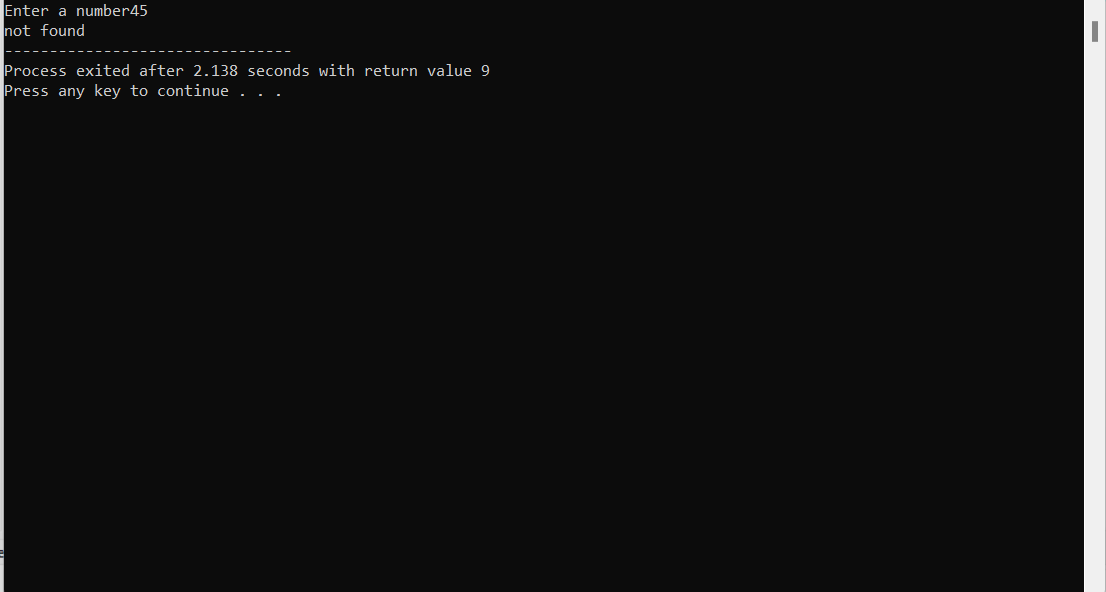 Enter a number45
not found
--------------------------------
Process exited after 2.138 seconds with return value 9
Press any key to continue . . .